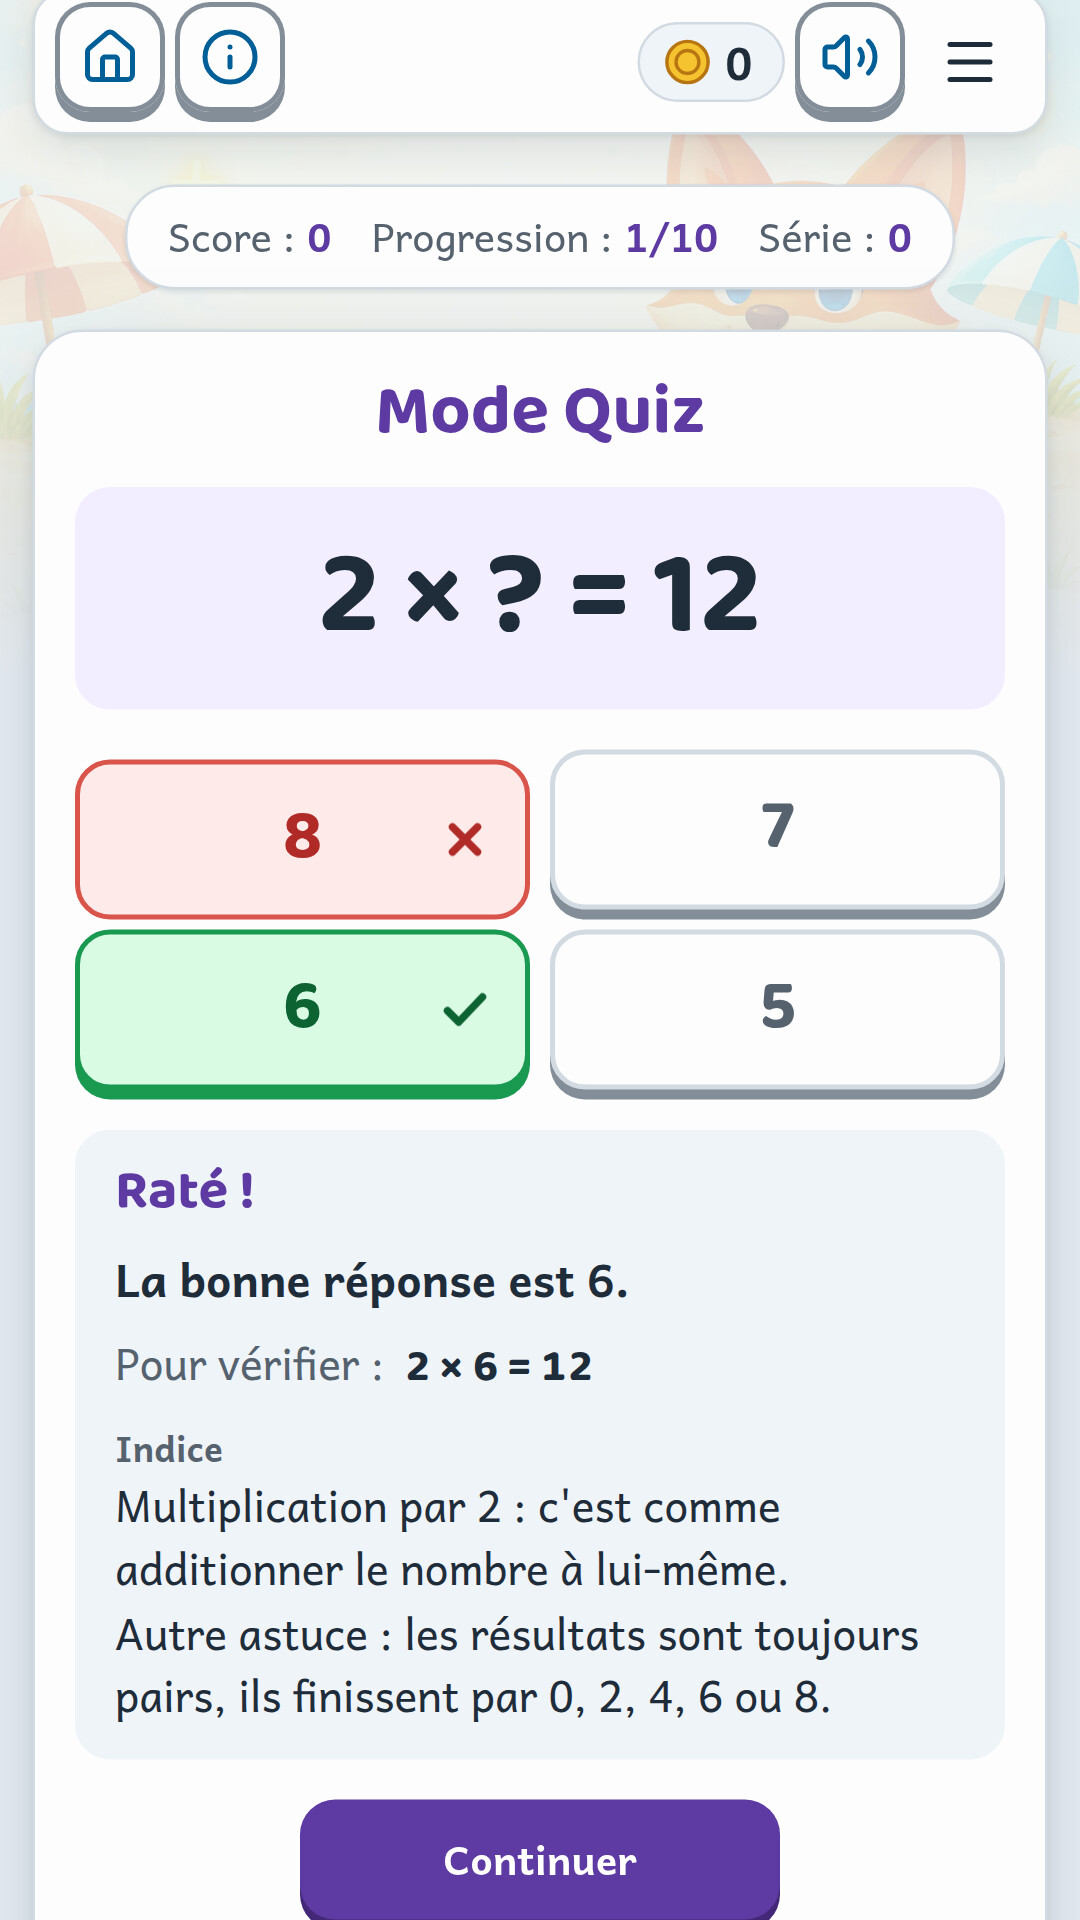 0
Score : 0 Progression : 1/10 Série : 0
Mode Quiz
2 × ? = 12
8
7
6
5
Raté !
La bonne réponse est 6.
Pour vérifier : 2 × 6 = 12
Indice
Multiplication par 2 : c'est comme
additionner le nombre à lui-même.
Autre astuce : les résultats sont toujours
pairs, ils finissent par 0, 2, 4, 6 ou 8.
Continuer